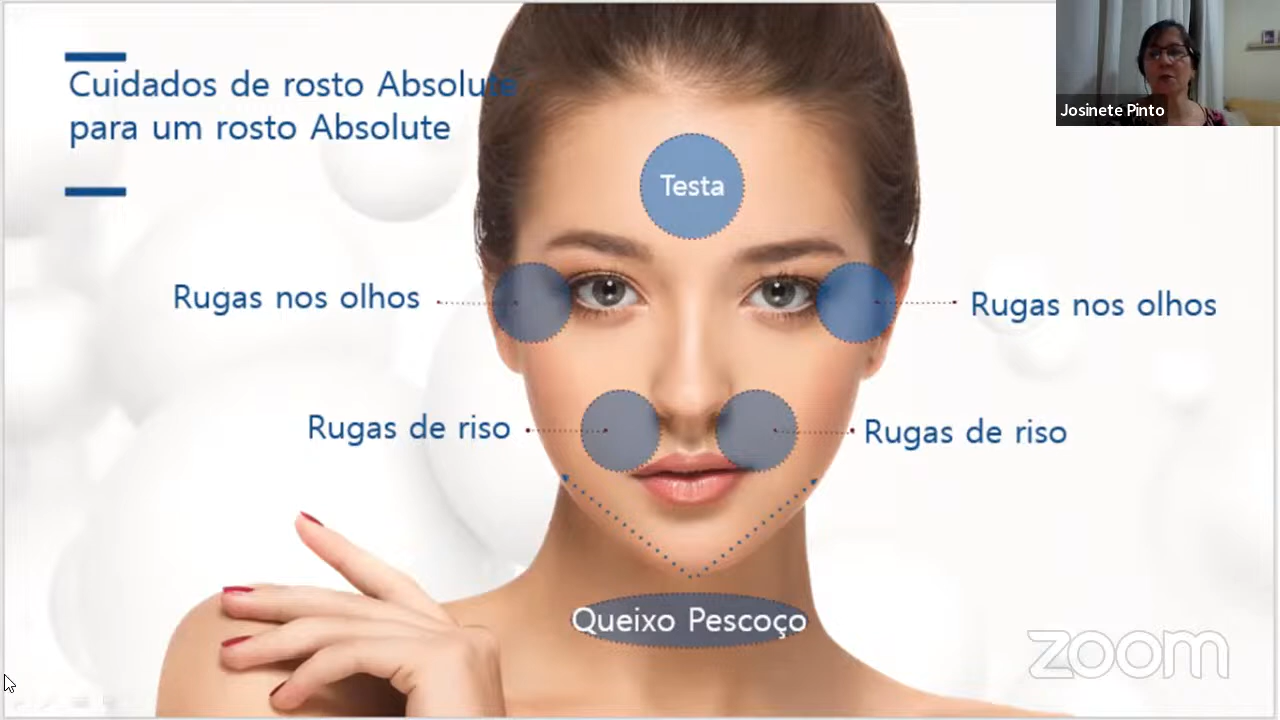 Cuidados de rosto Absolute
para um rosto Absolute
Josinete Pinto
Testa
Rugas nos olhos
Rugas nos olhos
Rugas de riso
Rugas de riso
Queixo Pescoço
zoom